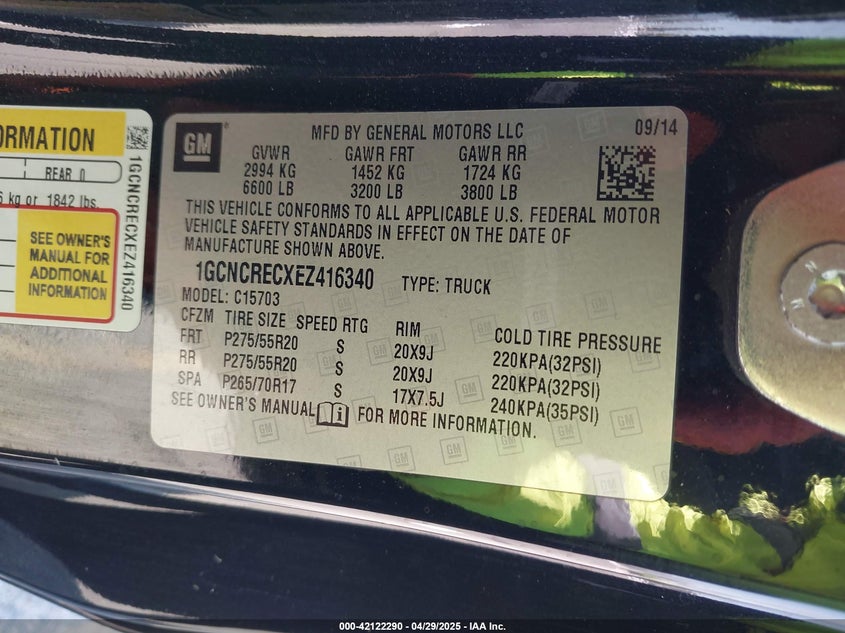 ORMATION
REAR 0
6 kg or 1842 lbs.
SEE OWNER'S
MANUAL FOR
ADDITIONAL
INFORMATION
1GCNCRECXEZ416340
GM
MFD BY GENERAL MOTORS LLC 09/14
GVWR GAWR FRT GAWR RR
2994 KG 1452 KG 1724 KG
6600 LB 3200 LB 3800 LB
THIS VEHICLE CONFORMS TO ALL APPLICABLE U.S. FEDERAL MOTOR
VEHICLE SAFETY STANDARDS IN EFFECT ON THE DATE OF
MANUFACTURE SHOWN ABOVE.
1GCNCRECXEZ416340 TYPE: TRUCK
MODEL: C15703
CFZM TIRE SIZE SPEED RTG RIM COLD TIRE PRESSURE
FRT P275/55R20 S 20X9J 220KPA(32PSI)
RR P275/55R20 S 20X9J 220KPA(32PSI)
SPA P265/70R17 S 17X7.5J 240KPA(35PSI)
SEE OWNER'S MANUAL FOR MORE INFORMATION.
000-42122290 - 04/29/2025 - IAA Inc.